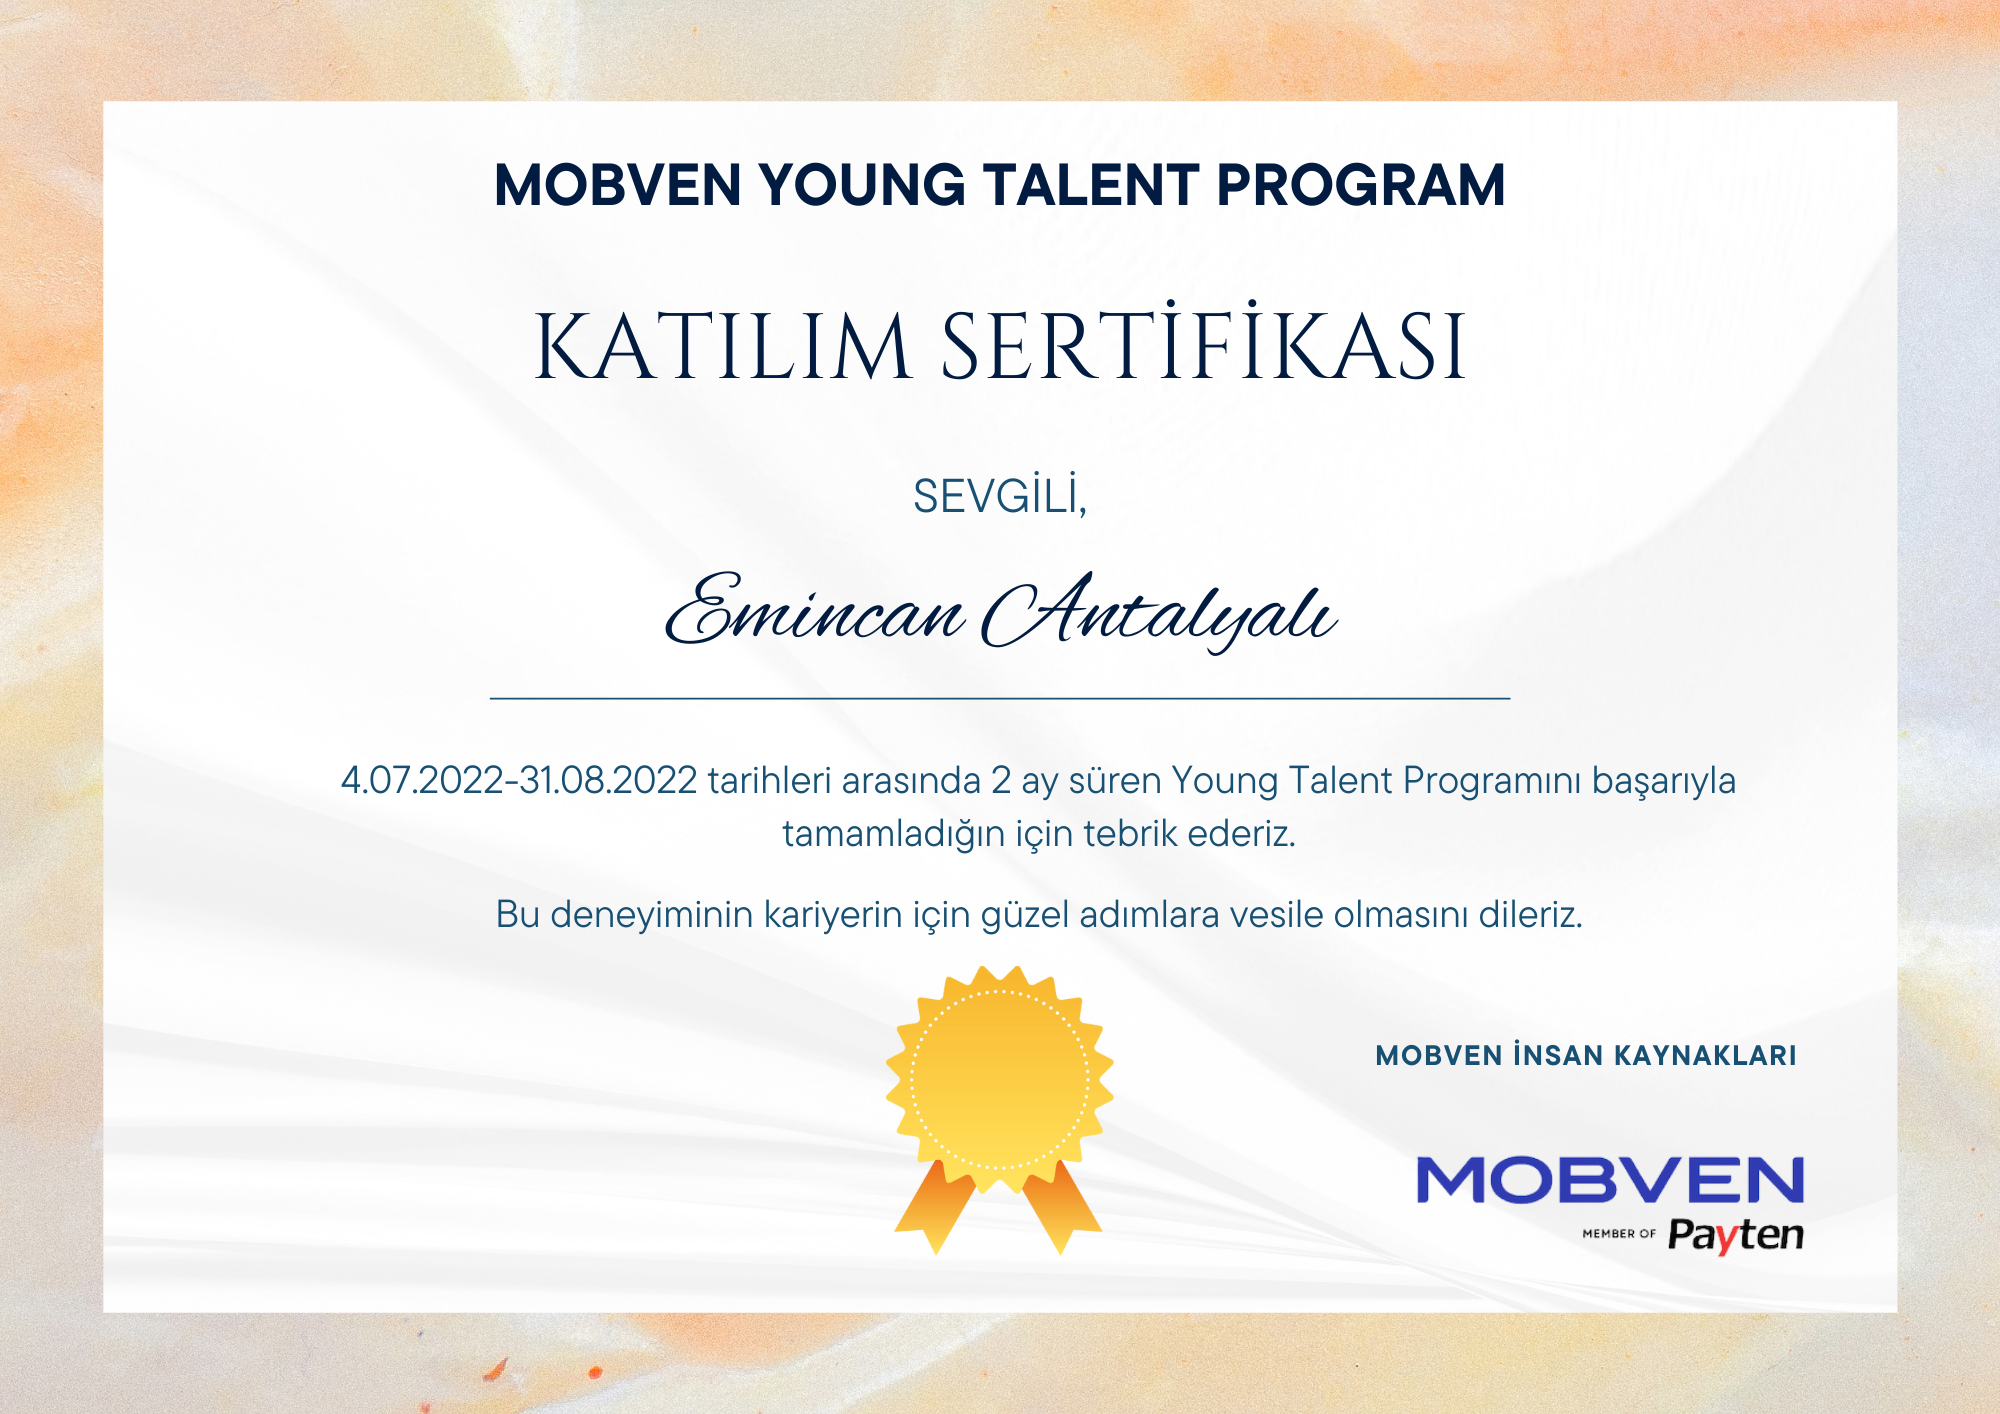 MOBVEN YOUNG TALENT PROGRAM
KATILIM SERTİFİKASI
SEVGİLİ,
Emincan Antalyalı
4.07.2022-31.08.2022 tarihleri arasında 2 ay süren Young Talent Programını başarıyla
tamamladığın için tebrik ederiz.
Bu deneyiminin kariyerin için güzel adımlara vesile olmasını dileriz.
MOBVEN İNSAN KAYNAKLARI
MOBVEN
MEMBER OF Payten